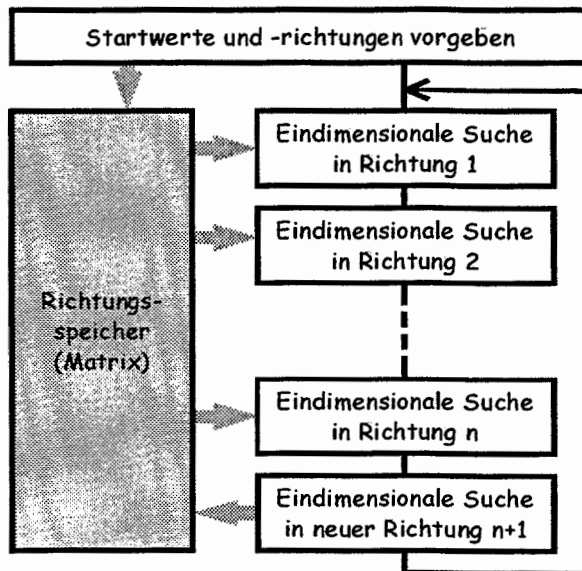 Startwerte und -richtungen vorgeben
Eindimensionale Suche
in Richtung 1
Eindimensionale Suche
in Richtung 2
Richtungs-
speicher
(Matrix)
Eindimensionale Suche
in Richtung n
Eindimensionale Suche
in neuer Richtung n+1